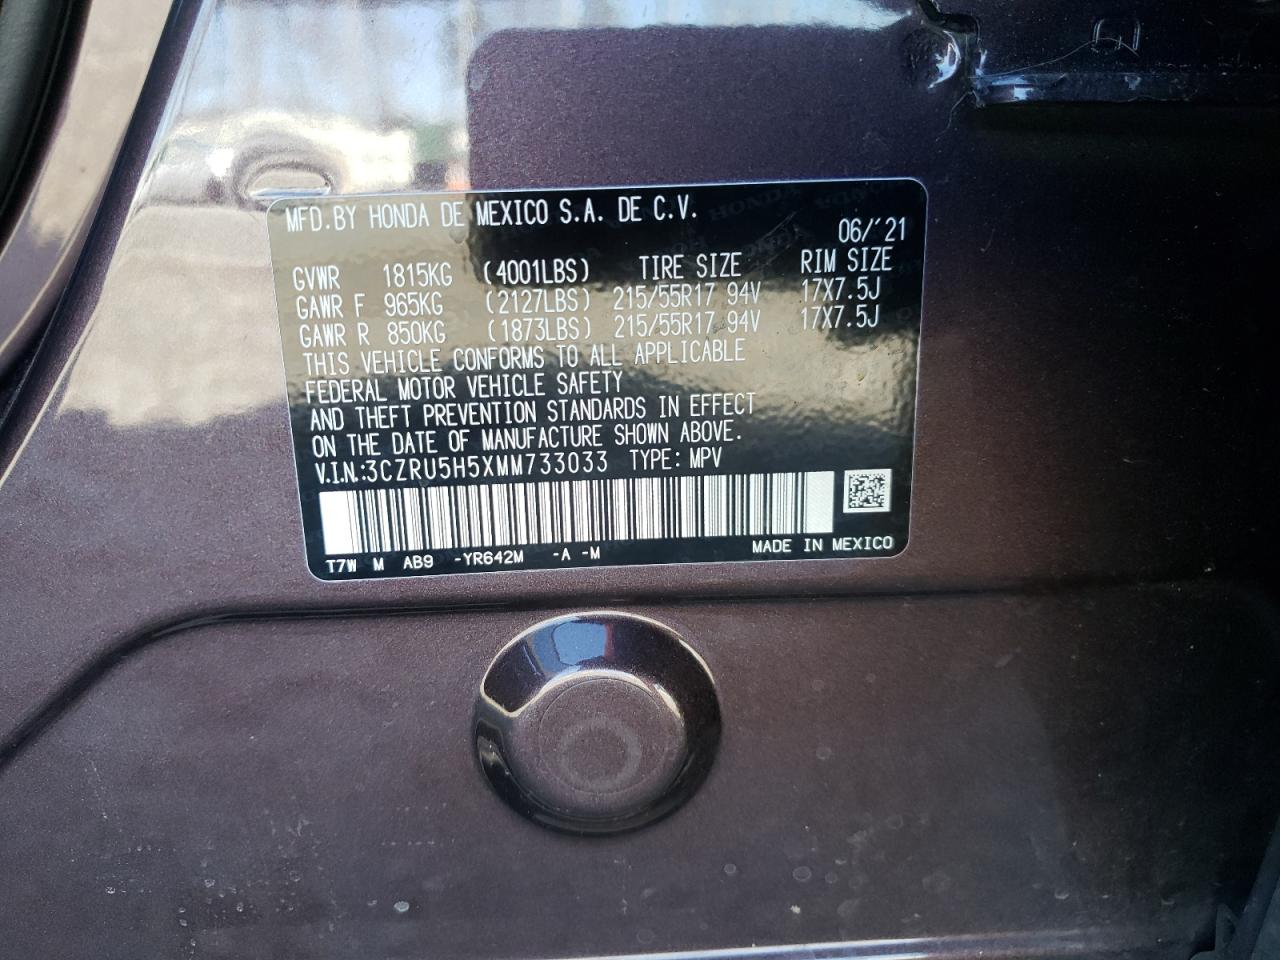 MFD.BY HONDA DE MEXICO S.A. DE C.V.
06/'21
GVWR 1815KG (4001LBS) TIRE SIZE RIM SIZE
GAWR F 965KG (2127LBS) 215/55R17 94V 17X7.5J
GAWR R 850KG (1873LBS) 215/55R17 94V 17X7.5J
THIS VEHICLE CONFORMS TO ALL APPLICABLE
FEDERAL MOTOR VEHICLE SAFETY
AND THEFT PREVENTION STANDARDS IN EFFECT
ON THE DATE OF MANUFACTURE SHOWN ABOVE.
V.I.N.:3CZRU5H5XMM733033 TYPE: MPV
T7W M AB9 -YR642M -A -M MADE IN MEXICO